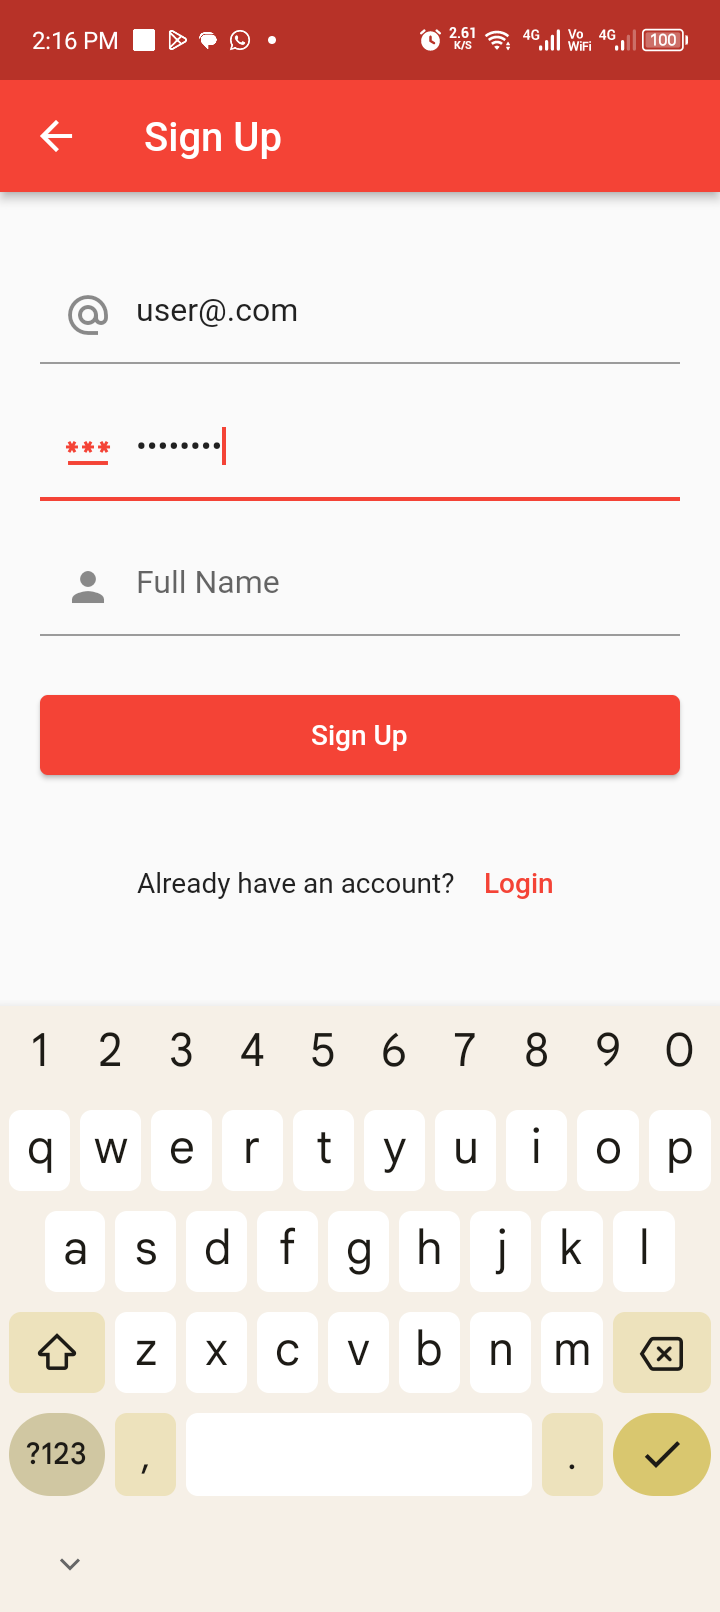 2:16 PM 2.61 K/S 4G Vo WiFi 4G 100
Sign Up
user@.com
***
••••••••
Full Name
Sign Up
Already have an account? Login
1 2 3 4 5 6 7 8 9 0
q w e r t y u i o p
a s d f g h j k l
z x c v b n m
?123 , .